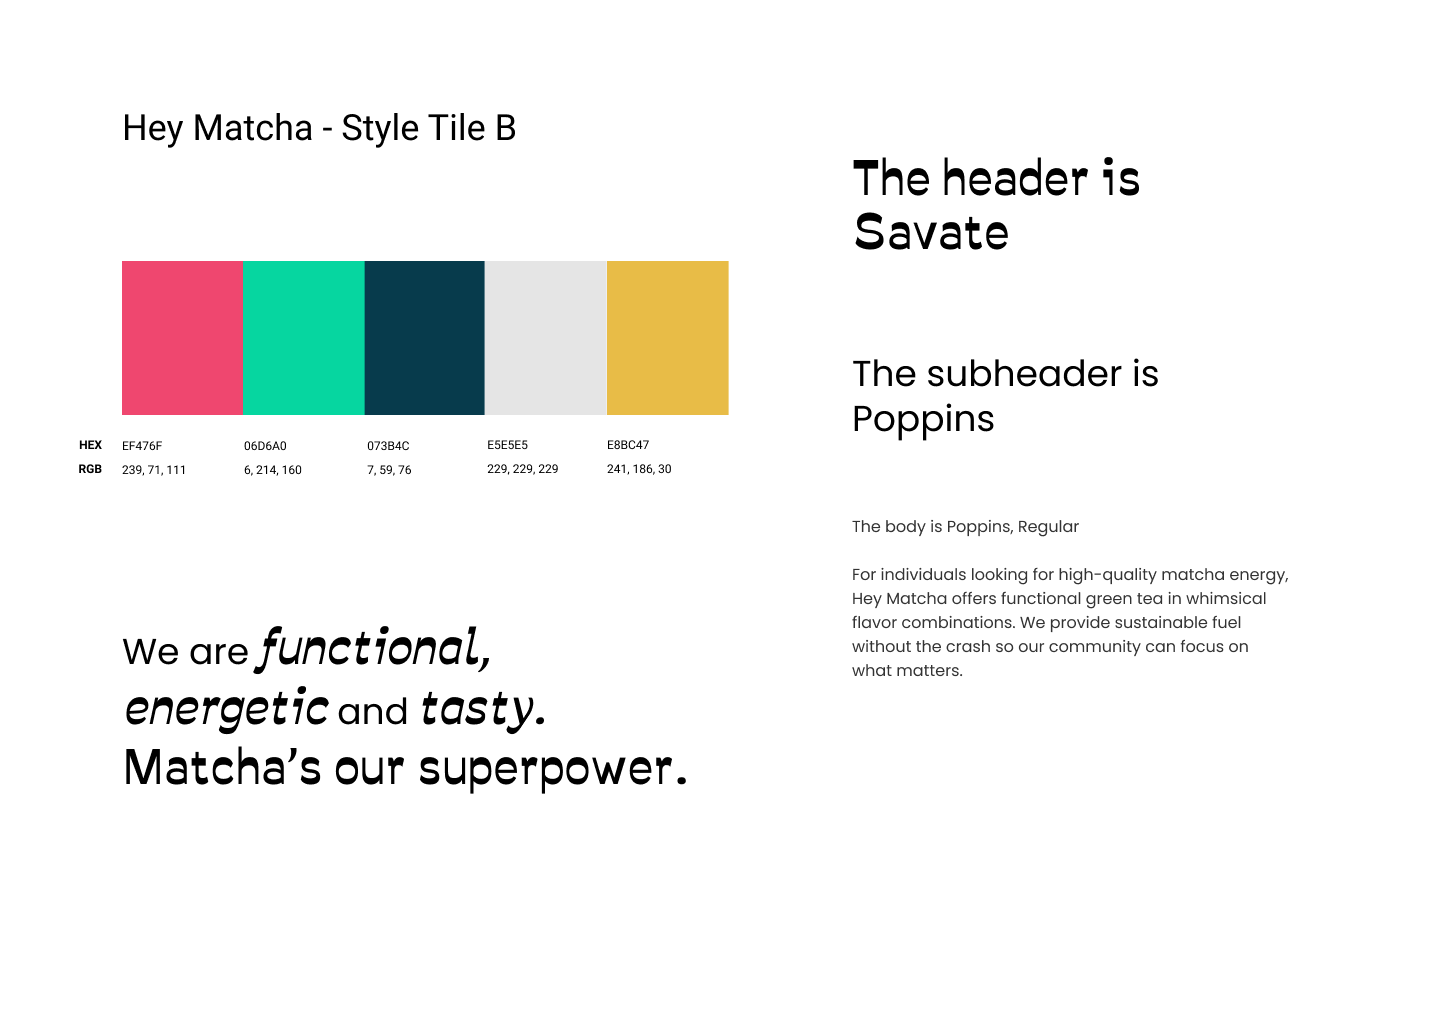 Hey Matcha - Style Tile B
HEX EF476F 06D6A0 073B4C E5E5E5 E8BC47
RGB 239, 71, 111 6, 214, 160 7, 59, 76 229, 229, 229 241, 186, 30
We are functional,
energetic and tasty.
Matcha’s our superpower.
The header is
Savate
The subheader is
Poppins
The body is Poppins, Regular
For individuals looking for high-quality matcha energy,
Hey Matcha offers functional green tea in whimsical
flavor combinations. We provide sustainable fuel
without the crash so our community can focus on
what matters.